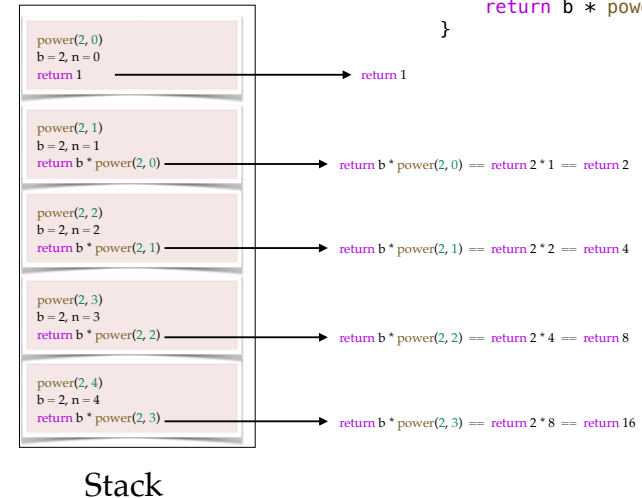 return b * pow
}
power(2, 0)
b = 2, n = 0
return 1
return 1
power(2, 1)
b = 2, n = 1
return b * power(2, 0)
return b * power(2, 0) == return 2 * 1 == return 2
power(2, 2)
b = 2, n = 2
return b * power(2, 1)
return b * power(2, 1) == return 2 * 2 == return 4
power(2, 3)
b = 2, n = 3
return b * power(2, 2)
return b * power(2, 2) == return 2 * 4 == return 8
power(2, 4)
b = 2, n = 4
return b * power(2, 3)
return b * power(2, 3) == return 2 * 8 == return 16
Stack